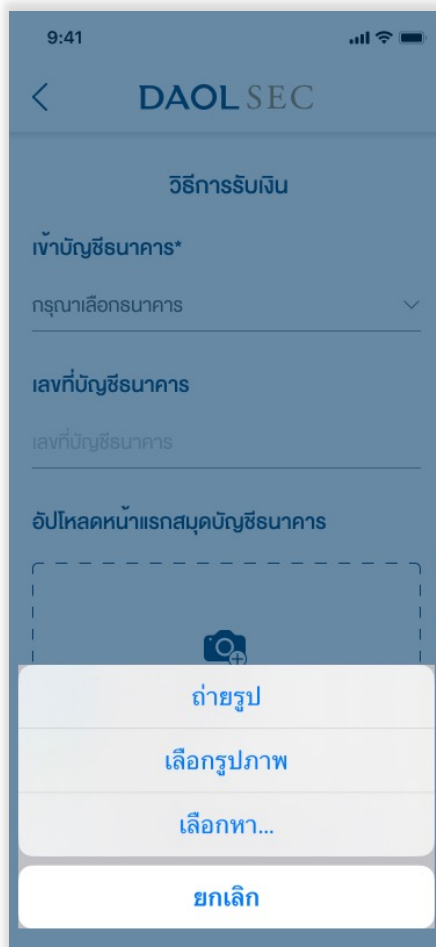 9:41
DAOL SEC
วิธีการรับเงิน
เข้าบัญชีธนาคาร*
กรุณาเลือกธนาคาร
เลขที่บัญชีธนาคาร
เลขที่บัญชีธนาคาร
อัปโหลดหน้าแรกสมุดบัญชีธนาคาร
ถ่ายรูป
เลือกรูปภาพ
เลือกหา...
ยกเลิก